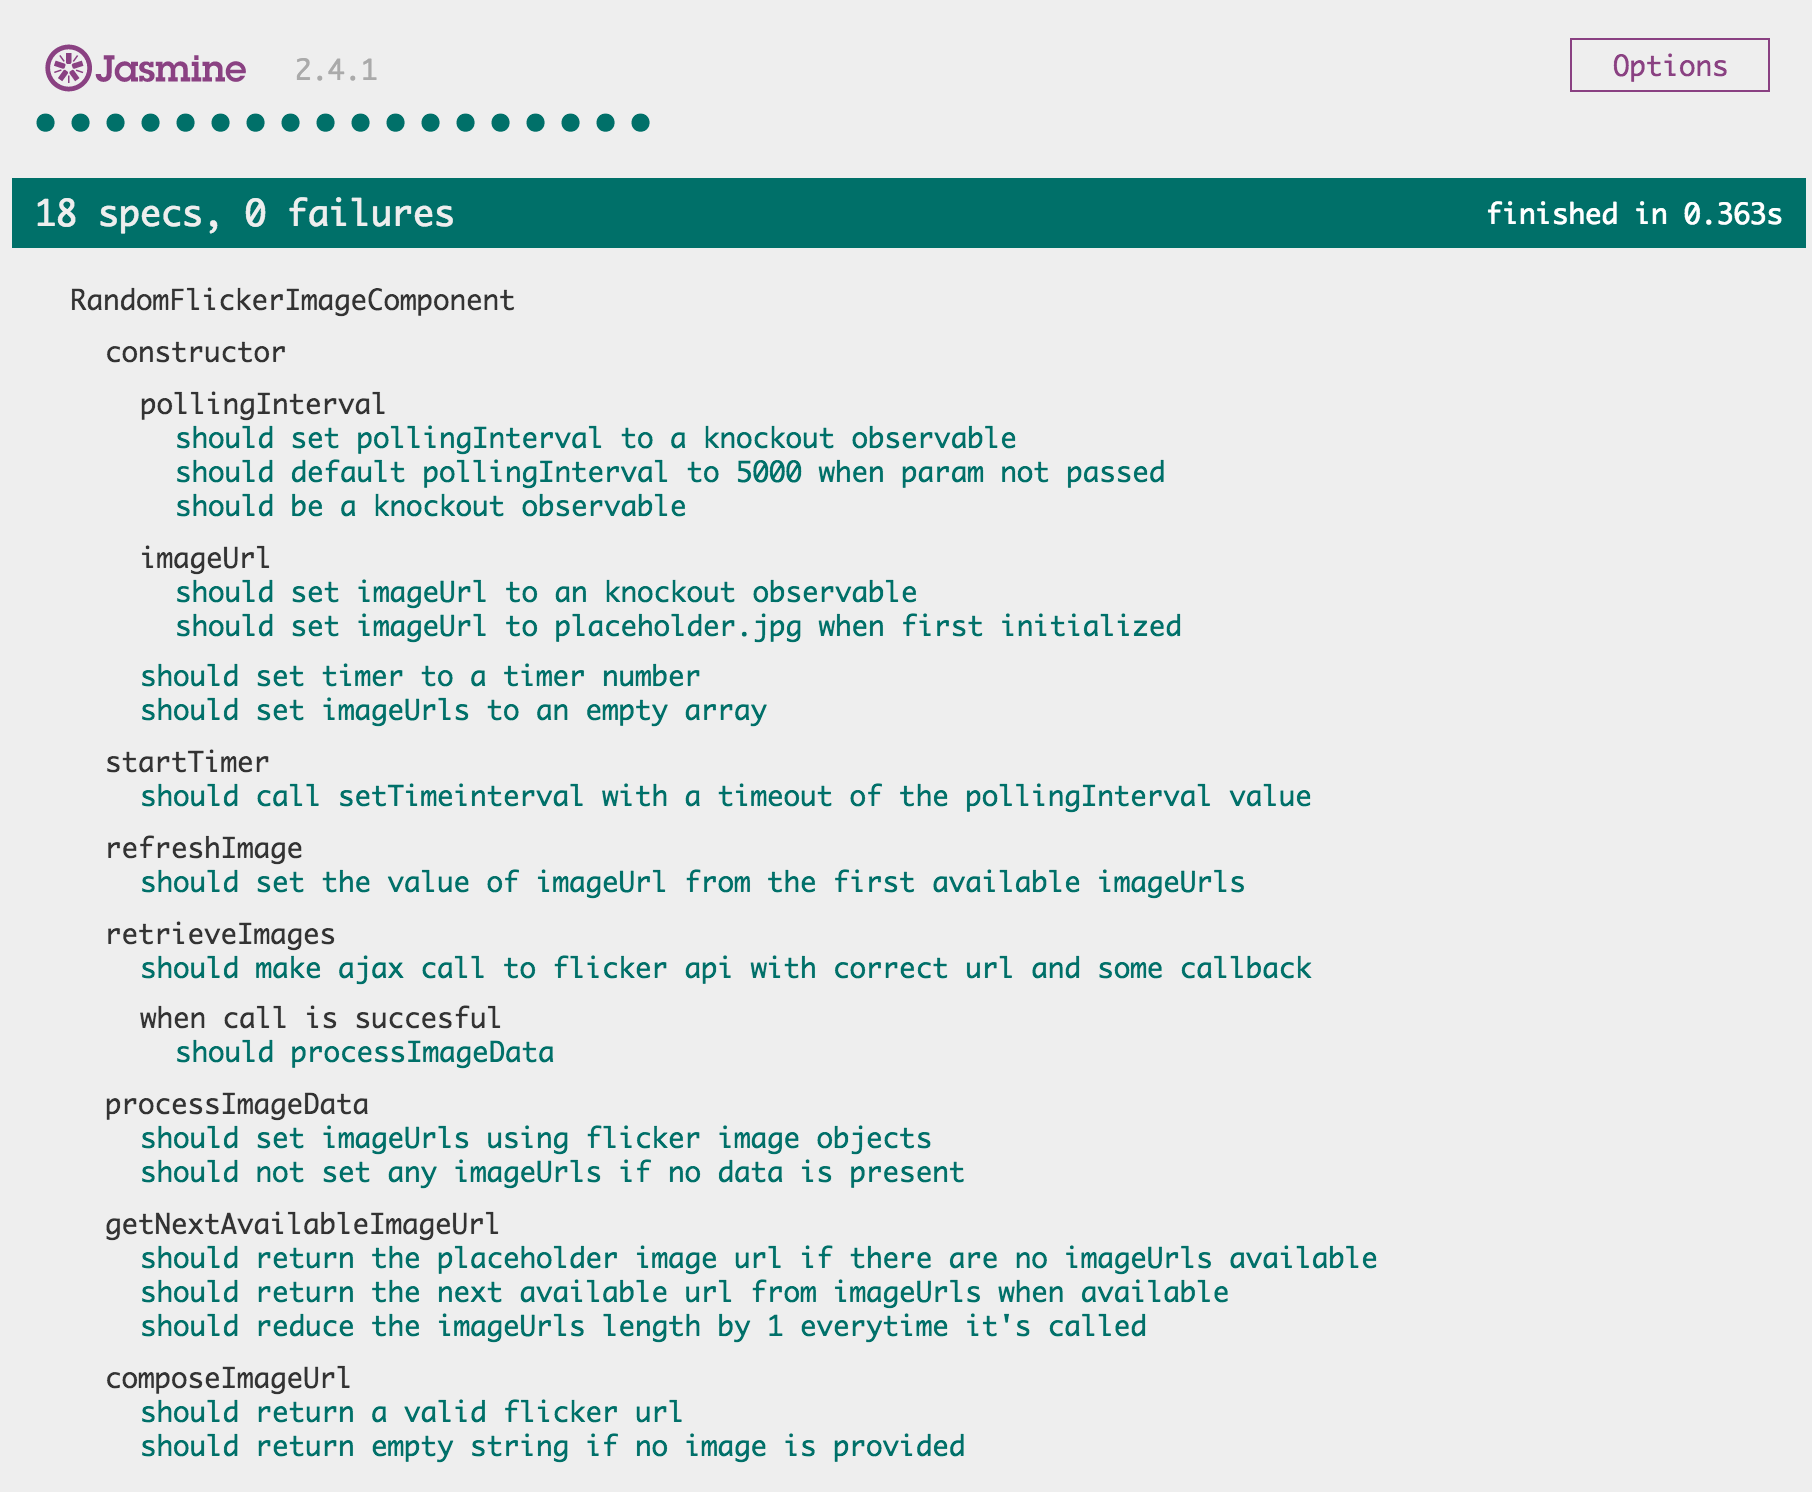 Jasmine 2.4.1 Options
18 specs, 0 failures finished in 0.363s
RandomFlickerImageComponent
constructor
pollingInterval
should set pollingInterval to a knockout observable
should default pollingInterval to 5000 when param not passed
should be a knockout observable
imageUrl
should set imageUrl to an knockout observable
should set imageUrl to placeholder.jpg when first initialized
should set timer to a timer number
should set imageUrls to an empty array
startTimer
should call setTimeinterval with a timeout of the pollingInterval value
refreshImage
should set the value of imageUrl from the first available imageUrls
retrieveImages
should make ajax call to flicker api with correct url and some callback
when call is succesful
should processImageData
processImageData
should set imageUrls using flicker image objects
should not set any imageUrls if no data is present
getNextAvailableImageUrl
should return the placeholder image url if there are no imageUrls available
should return the next available url from imageUrls when available
should reduce the imageUrls length by 1 everytime it's called
composeImageUrl
should return a valid flicker url
should return empty string if no image is provided